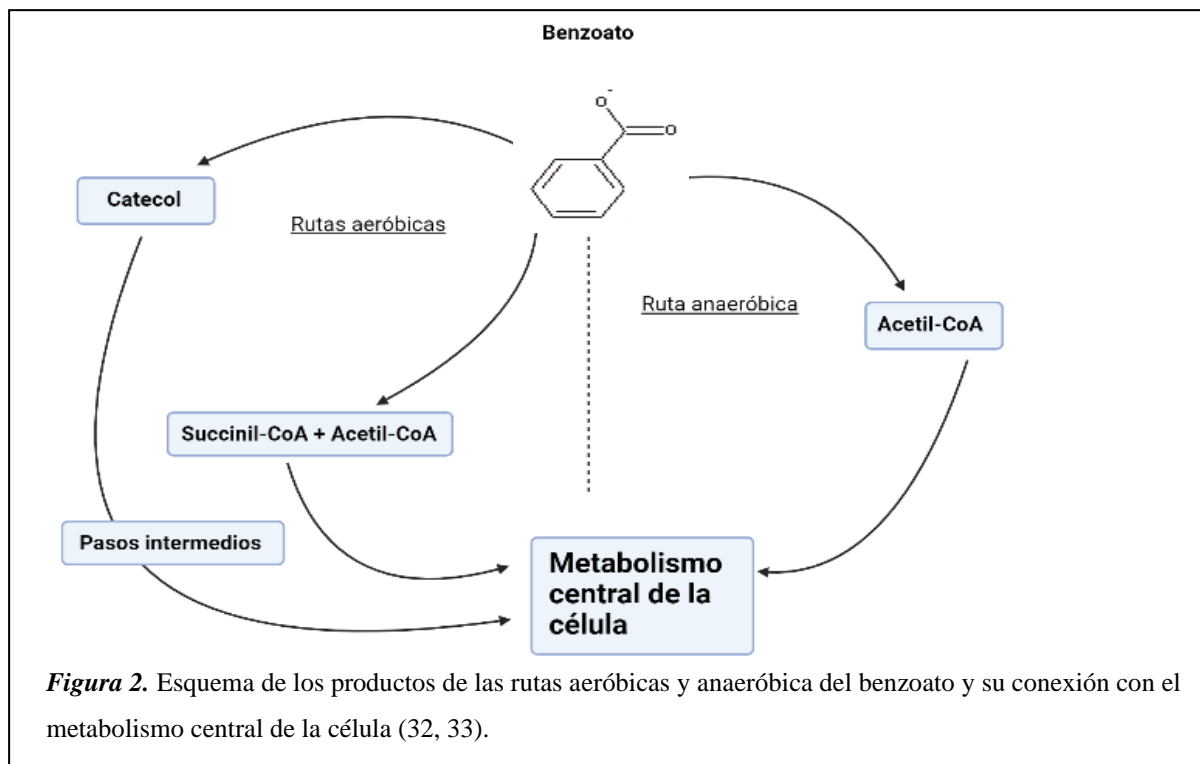 Benzoato
O-
O
Catecol
Rutas aeróbicas
Ruta anaeróbica
Acetil-CoA
Succinil-CoA + Acetil-CoA
Pasos intermedios
Metabolismo
central de la
célula
Figura 2. Esquema de los productos de las rutas aeróbicas y anaeróbica del benzoato y su conexión con el
metabolismo central de la célula (32, 33).